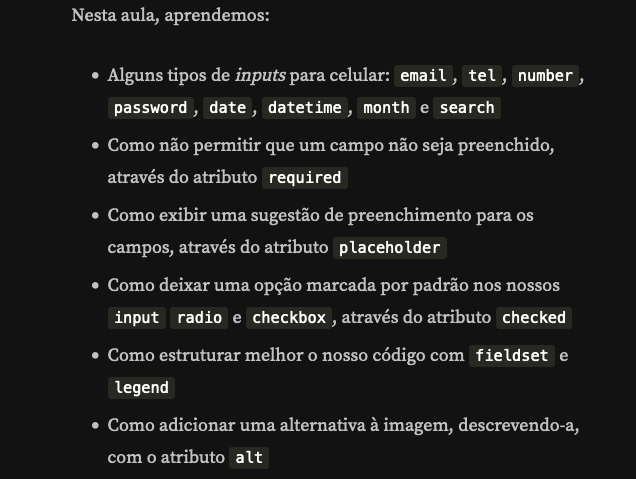 Nesta aula, aprendemos:
• Alguns tipos de inputs para celular: email, tel, number,
password, date, datetime, month e search
• Como não permitir que um campo não seja preenchido,
através do atributo required
• Como exibir uma sugestão de preenchimento para os
campos, através do atributo placeholder
• Como deixar uma opção marcada por padrão nos nossos
input radio e checkbox, através do atributo checked
• Como estruturar melhor o nosso código com fieldset e
legend
• Como adicionar uma alternativa à imagem, descrevendo-a,
com o atributo alt